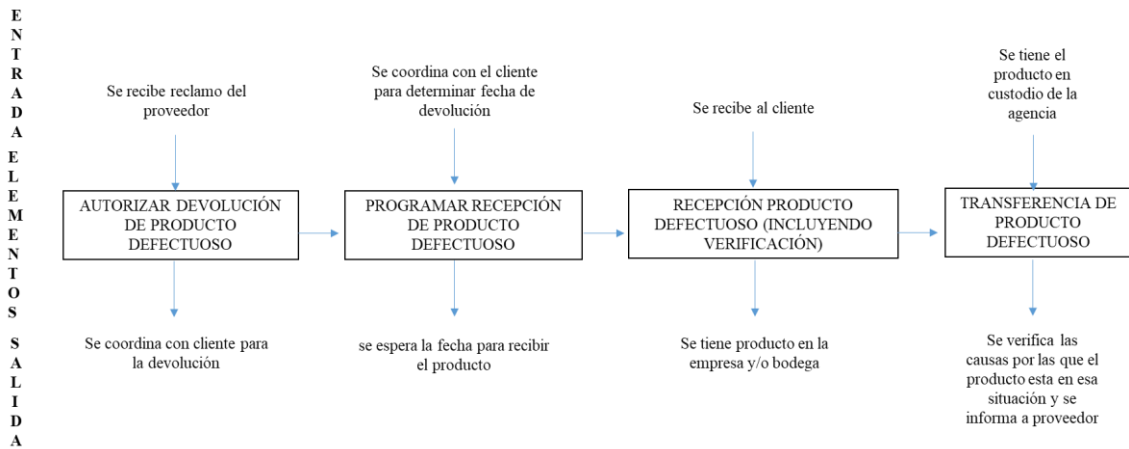 ENTRADA ELEMENTOS SALIDA
Se recibe reclamo del
proveedor
Se coordina con el cliente
para determinar fecha de
devolución
Se recibe al cliente
Se tiene el
producto en
custodio de la
agencia
AUTORIZAR DEVOLUCIÓN
DE PRODUCTO
DEFECTUOSO
PROGRAMAR RECEPCIÓN
DE PRODUCTO
DEFECTUOSO
RECEPCIÓN PRODUCTO
DEFECTUOSO (INCLUYENDO
VERIFICACIÓN)
TRANSFERENCIA DE
PRODUCTO
DEFECTUOSO
Se coordina con cliente para
la devolución
se espera la fecha para recibir
el producto
Se tiene producto en la
empresa y/o bodega
Se verifica las
causas por las que el
producto esta en esa
situación y se
informa a proveedor